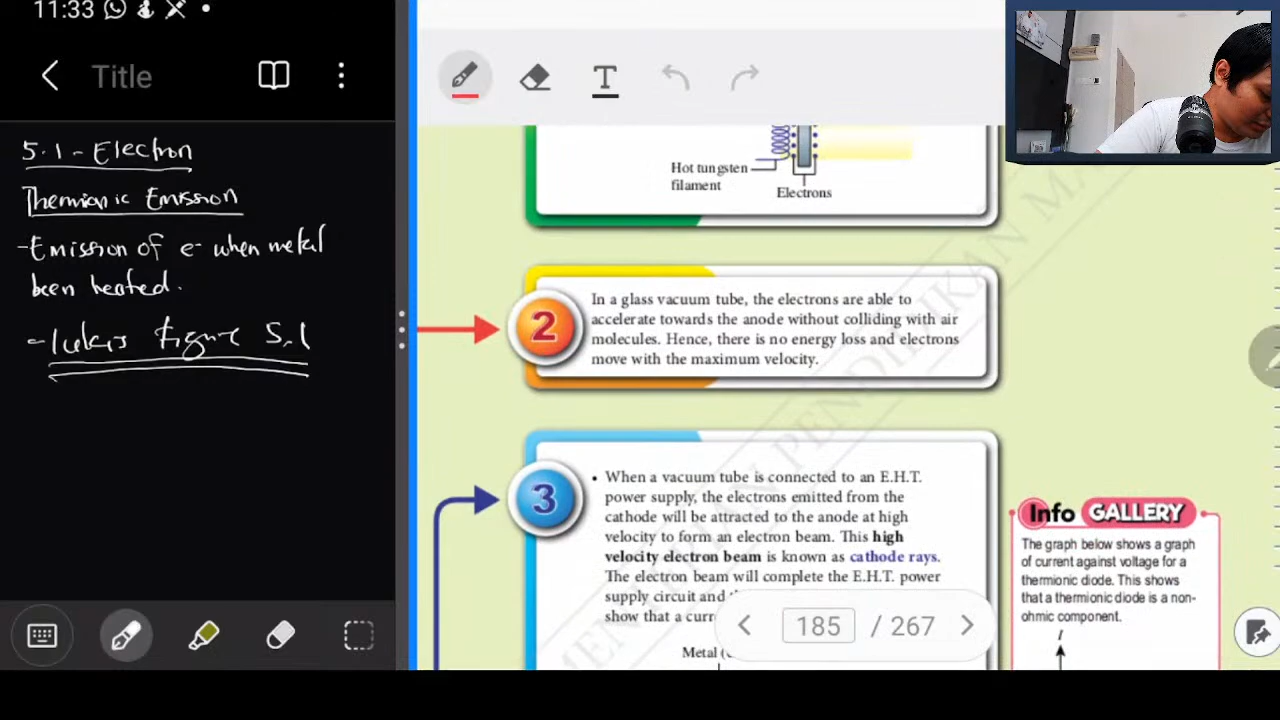 11:33
Title
5.1 - Electron
Thermionic Emission
- Emission of e- when metal
been heated.
- figure 5.1
T
Hot tungsten
filament
Electrons
2
In a glass vacuum tube, the electrons are able to
accelerate towards the anode without colliding with air
molecules. Hence, there is no energy loss and electrons
move with the maximum velocity.
3
• When a vacuum tube is connected to an E.H.T.
power supply, the electrons emitted from the
cathode will be attracted to the anode at high
velocity to form an electron beam. This high
velocity electron beam is known as cathode rays.
The electron beam will complete the E.H.T. power
supply circuit and
show that a curr
Metal
185 / 267
Info GALLERY
The graph below shows a graph
of current against voltage for a
thermionic diode. This shows
that a thermionic diode is a non-
ohmic component.
I